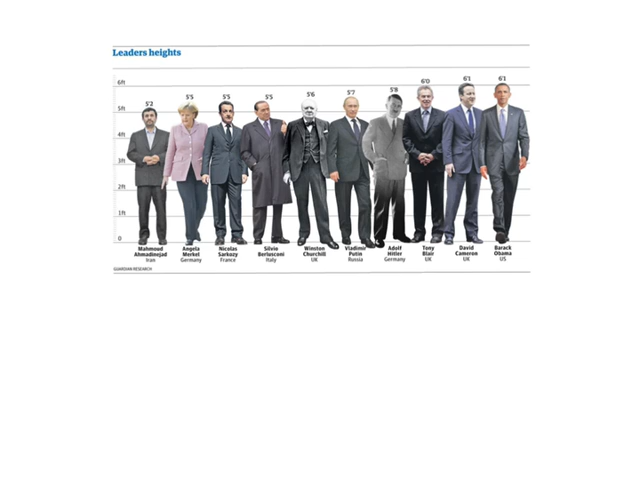 Leaders heights
6ft
5ft
4ft
3ft
2ft
1ft
0
5'2
5'5
5'5
5'5
5'6
5'7
5'8
6'0
6'1
6'1
Mahmoud
Ahmadinejad
Iran
Angela
Merkel
Germany
Nicolas
Sarkozy
France
Silvio
Berlusconi
Italy
Winston
Churchill
UK
Vladimir
Putin
Russia
Adolf
Hitler
Germany
Tony
Blair
UK
David
Cameron
UK
Barack
Obama
US
GUARDIAN RESEARCH